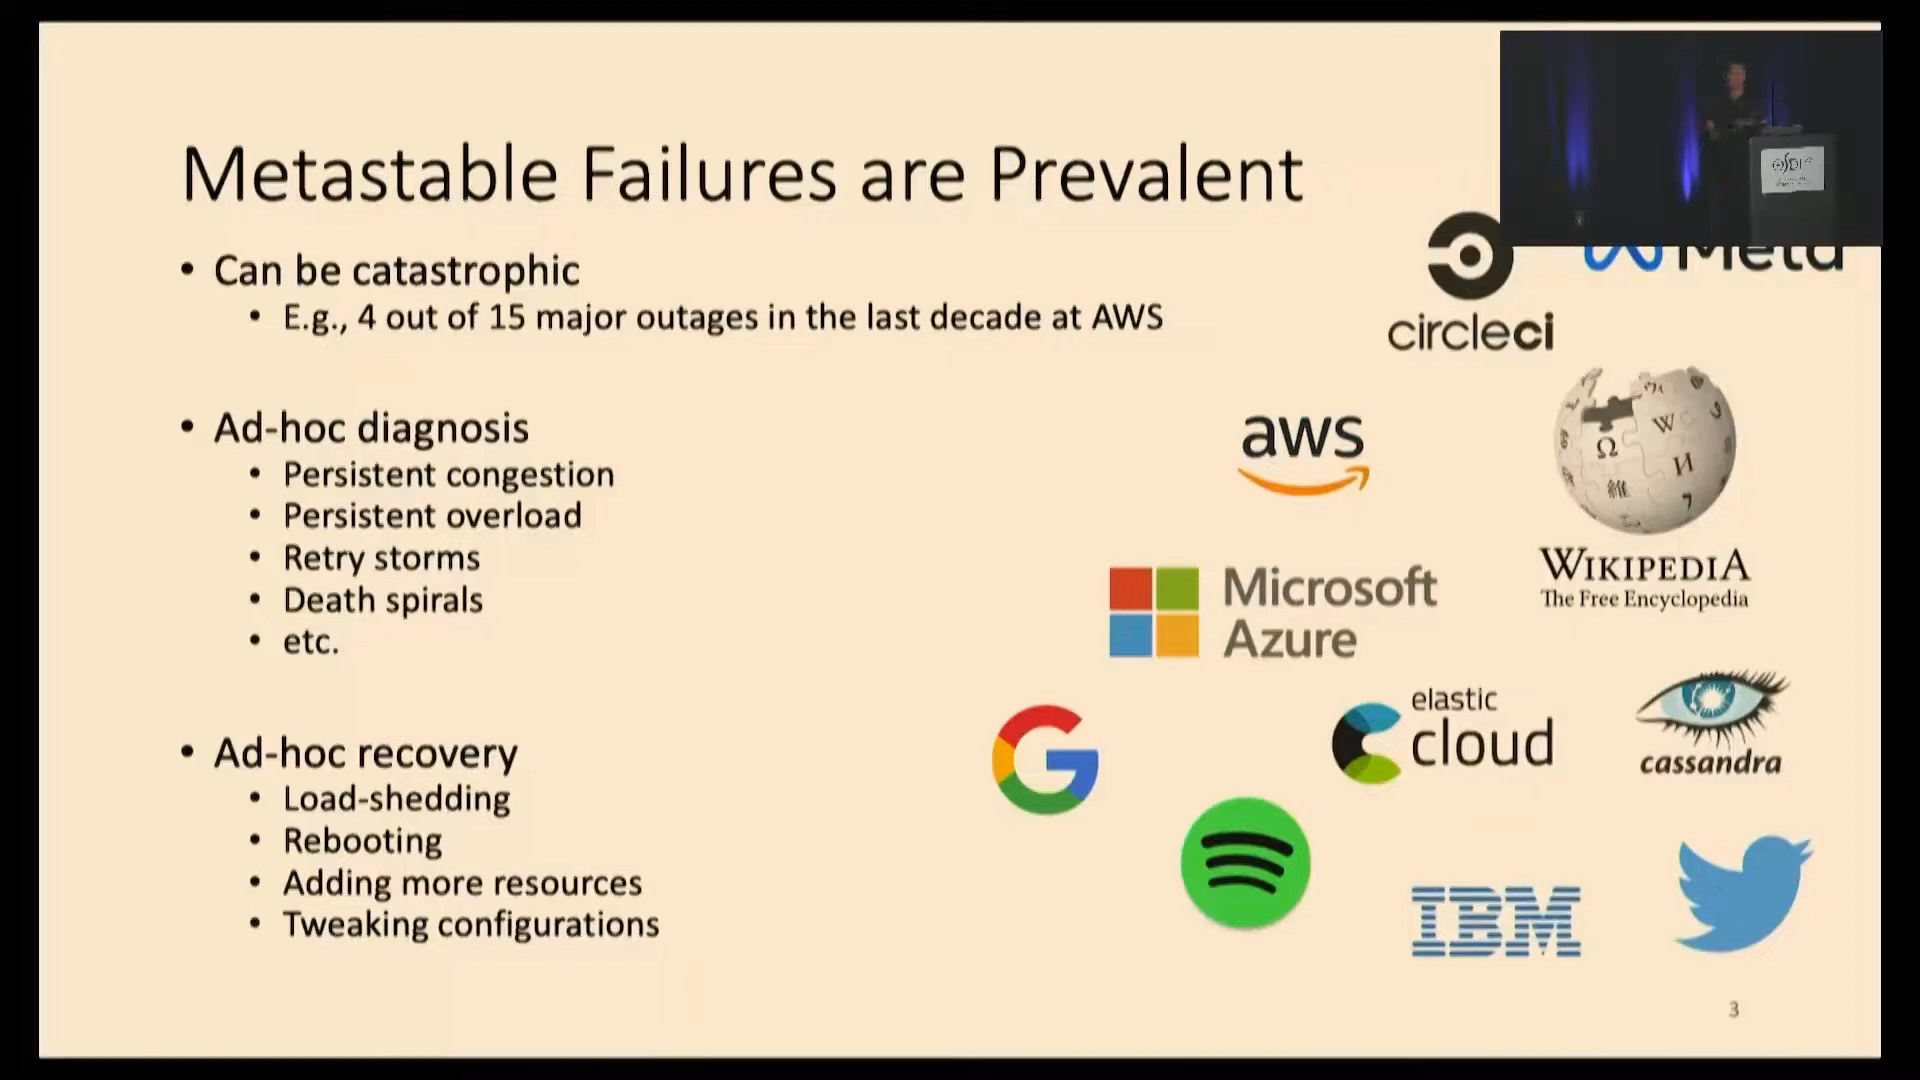 Metastable Failures are Prevalent
• Can be catastrophic
• E.g., 4 out of 15 major outages in the last decade at AWS
• Ad-hoc diagnosis
• Persistent congestion
• Persistent overload
• Retry storms
• Death spirals
• etc.
• Ad-hoc recovery
• Load-shedding
• Rebooting
• Adding more resources
• Tweaking configurations
Meta
circleci
aws
WIKIPEDIA
The Free Encyclopedia
Microsoft
Azure
elastic
cloud
cassandra
IBM
3